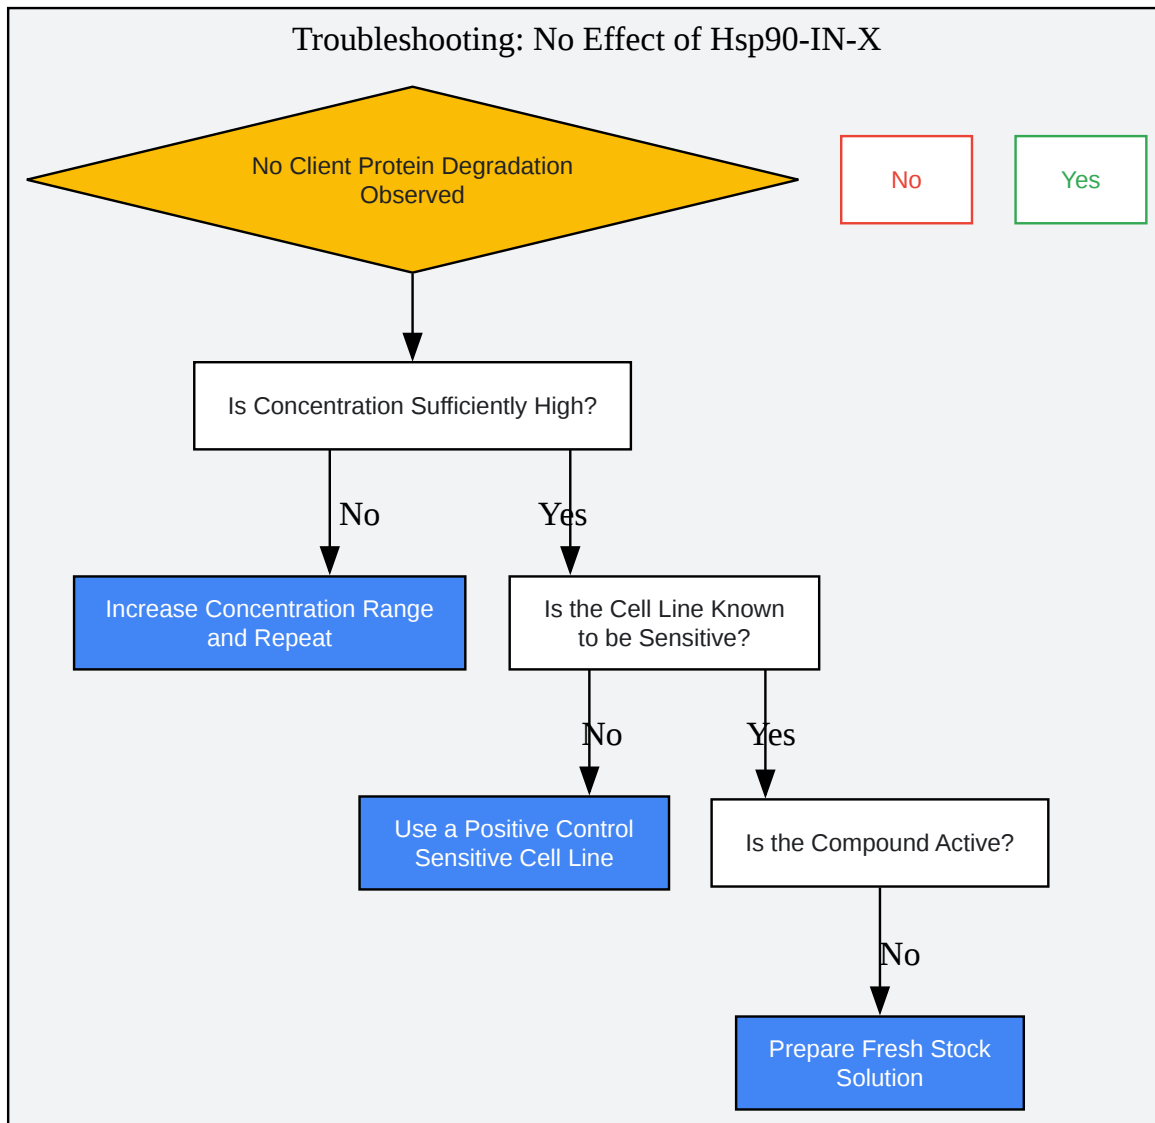 Troubleshooting: No Effect of Hsp90-IN-X
No Client Protein Degradation
Observed
No
Yes
Is Concentration Sufficiently High?
No
Yes
Increase Concentration Range
and Repeat
Is the Cell Line Known
to be Sensitive?
No
Yes
Use a Positive Control
Sensitive Cell Line
Is the Compound Active?
No
Prepare Fresh Stock
Solution